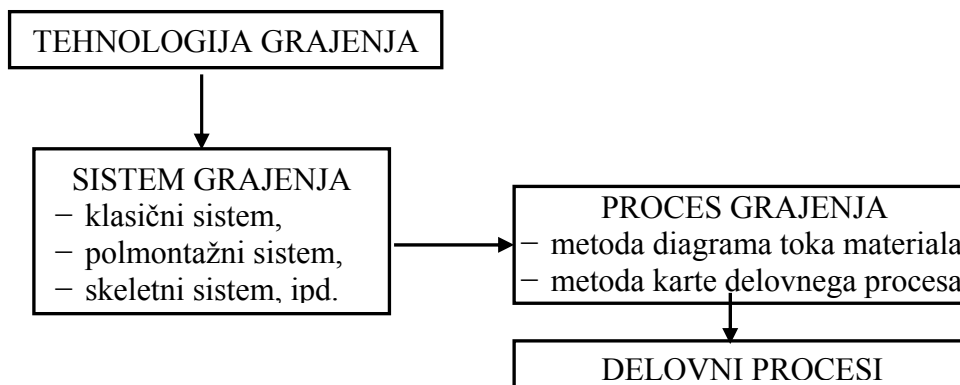 TEHNOLOGIJA GRAJENJA
SISTEM GRAJENJA
− klasični sistem,
− polmontažni sistem,
− skeletni sistem, ipd.
PROCES GRAJENJA
− metoda diagrama toka materiala
− metoda karte delovnega procesa
DELOVNI PROCESI